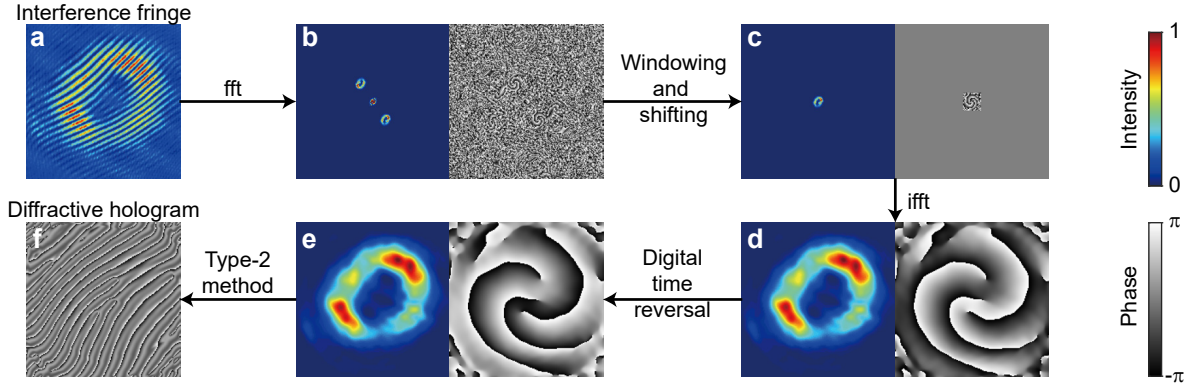 Interference fringe
a
fft
b
Windowing
and
shifting
c
1
Intensity
0
ifft
Diffractive hologram
f
Type-2
method
e
Digital
time
reversal
d
π
Phase
-π